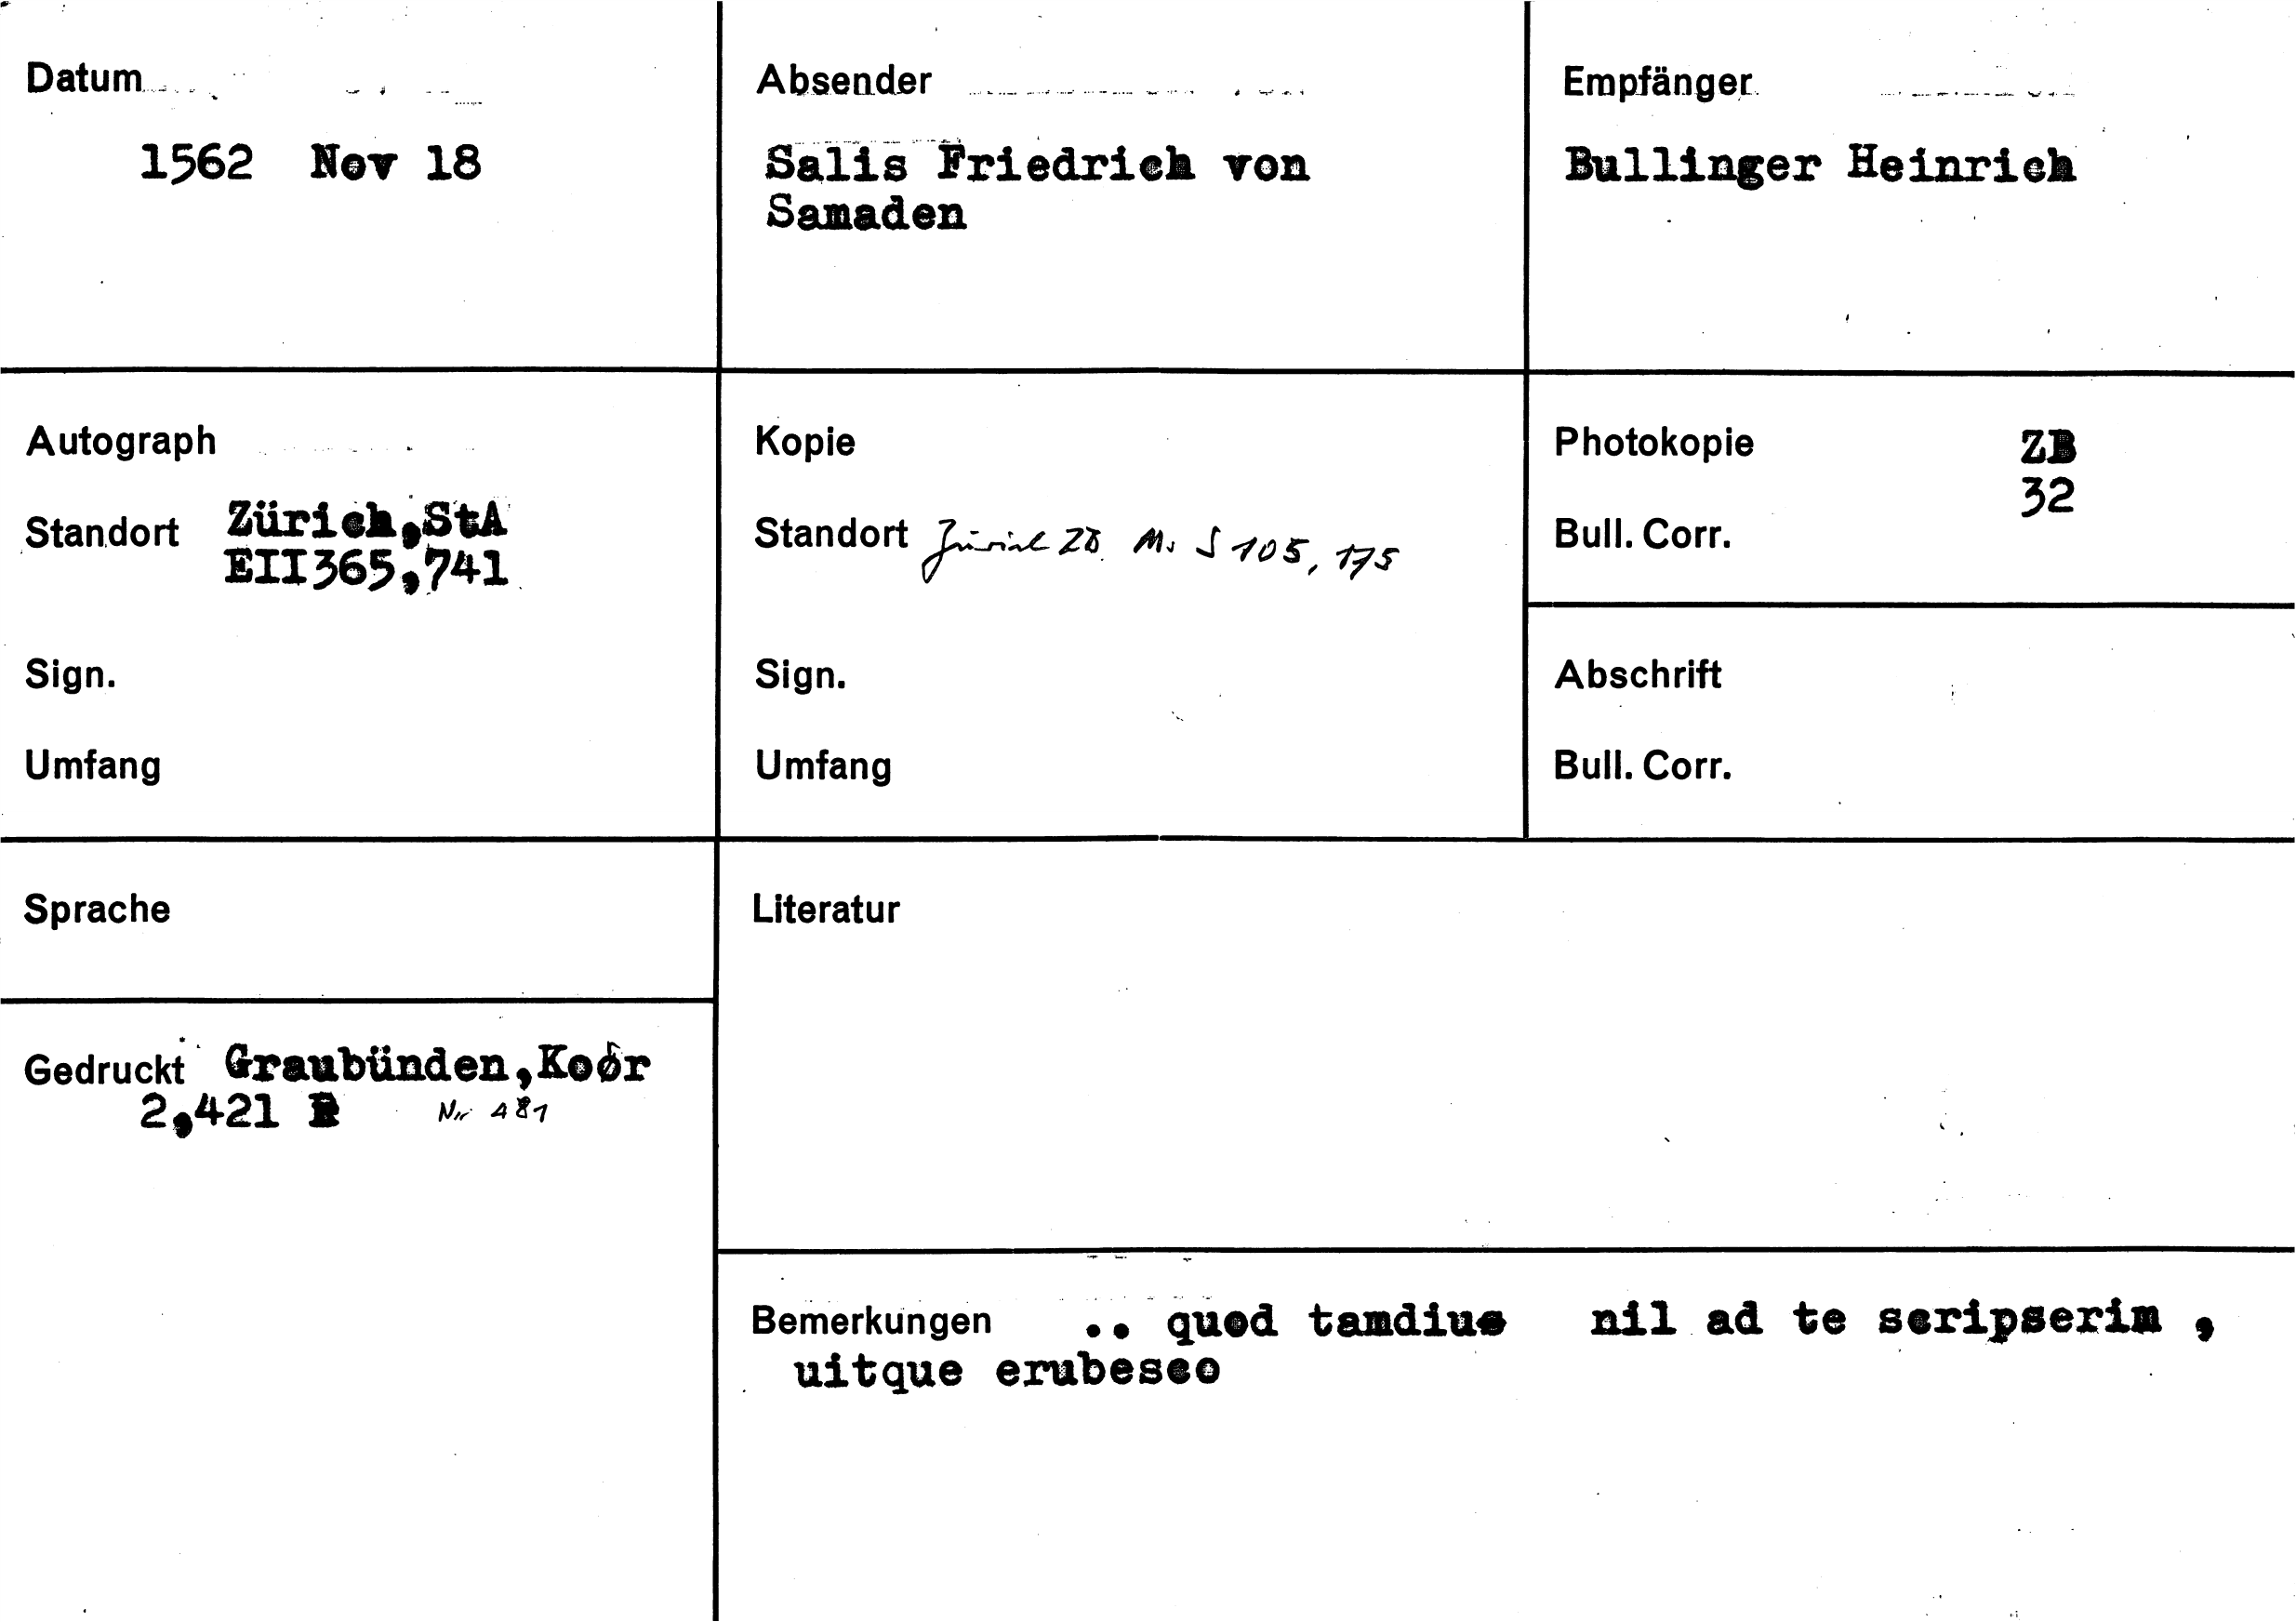 Datum
1562 Nov 18
Absender
Salis Friedrich von
Samaden
Empfänger
Bullinger Heinrich
Autograph
Standort Zürich,StA
EII365,741
Sign.
Umfang
Kopie
Standort Zürich ZB Ms S 105, 175
Sign.
Umfang
Photokopie ZB
32
Bull. Corr.
Abschrift
Bull. Corr.
Sprache
Literatur
Gedruckt Graubünden,Korr
2,421 R Nr 481
Bemerkungen .. quod tamdiu nil ad te scripserim ,
uitque erubesco